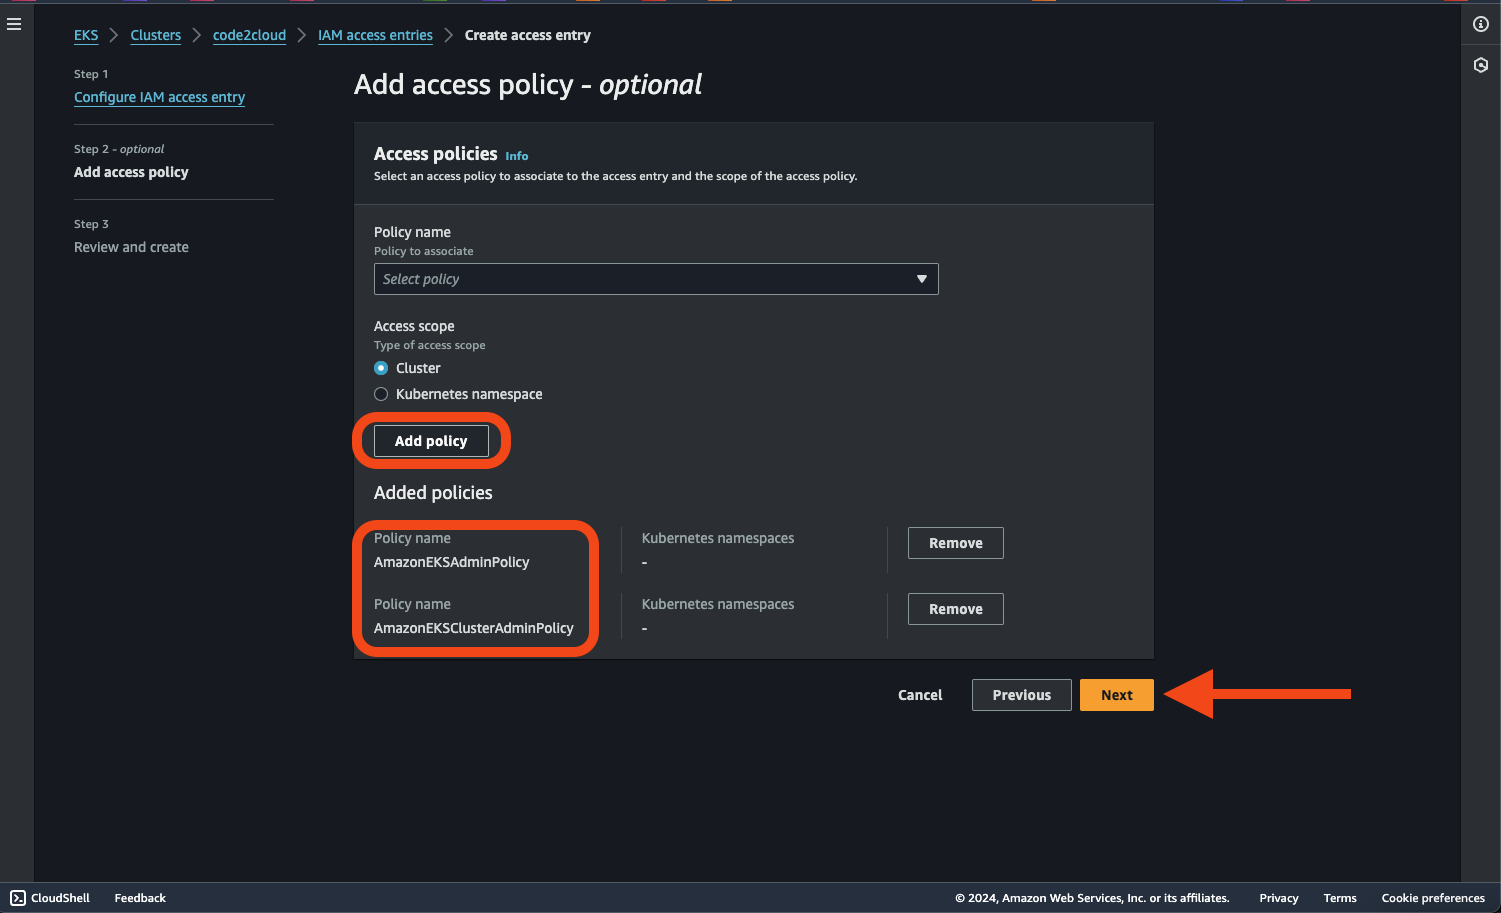 EKS > Clusters > code2cloud > IAM access entries > Create access entry
Step 1
Configure IAM access entry
Step 2 - optional
Add access policy
Step 3
Review and create
Add access policy - optional
Access policies Info
Select an access policy to associate to the access entry and the scope of the access policy.
Policy name
Policy to associate
Select policy
Access scope
Type of access scope
Cluster
Kubernetes namespace
Add policy
Added policies
Policy name Kubernetes namespaces Remove
AmazonEKSAdminPolicy -
Policy name Kubernetes namespaces Remove
AmazonEKSClusterAdminPolicy -
Cancel Previous Next
CloudShell Feedback © 2024, Amazon Web Services, Inc. or its affiliates. Privacy Terms Cookie preferences